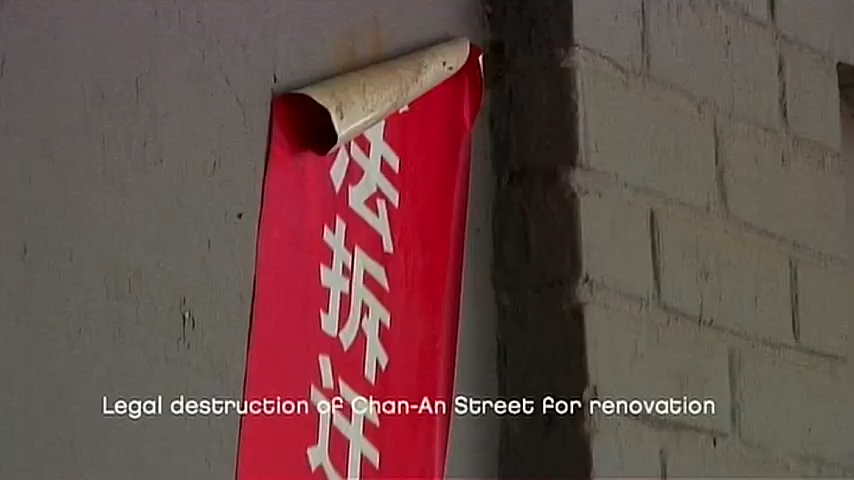 法拆迁
Legal destruction of Chan-An Street for renovation